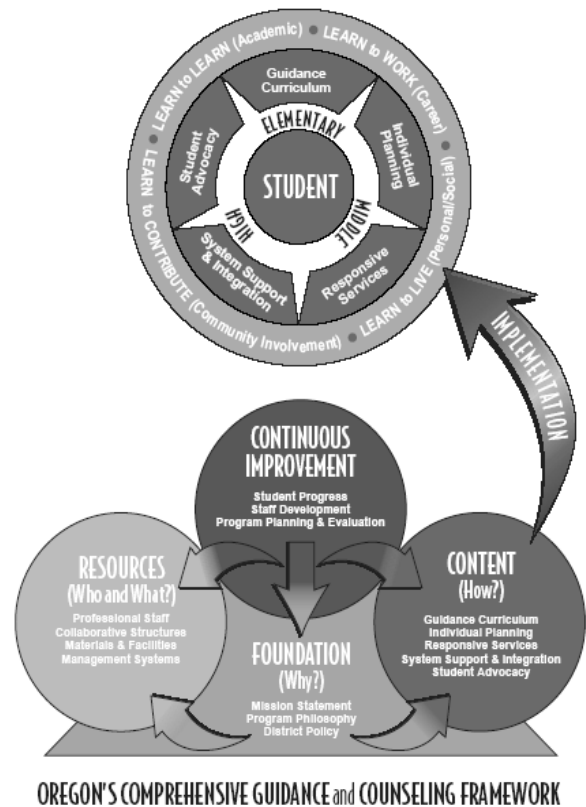 LEARN to LEARN (Academic) • LEARN to WORK (Career) •
LEARN to LIVE (Personal/Social) •
LEARN to CONTRIBUTE (Community Involvement) •
Guidance
Curriculum
Individual
Planning
Responsive
Services
System Support
& Integration
Student
Advocacy
ELEMENTARY
MIDDLE
HIGH
STUDENT
IMPLEMENTATION
CONTINUOUS
IMPROVEMENT
Student Progress
Staff Development
Program Planning & Evaluation
RESOURCES
(Who and What?)
Professional Staff
Collaborative Structures
Materials & Facilities
Management Systems
CONTENT
(How?)
Guidance Curriculum
Individual Planning
Responsive Services
System Support & Integration
Student Advocacy
FOUNDATION
(Why?)
Mission Statement
Program Philosophy
District Policy
OREGON'S COMPREHENSIVE GUIDANCE and COUNSELING FRAMEWORK